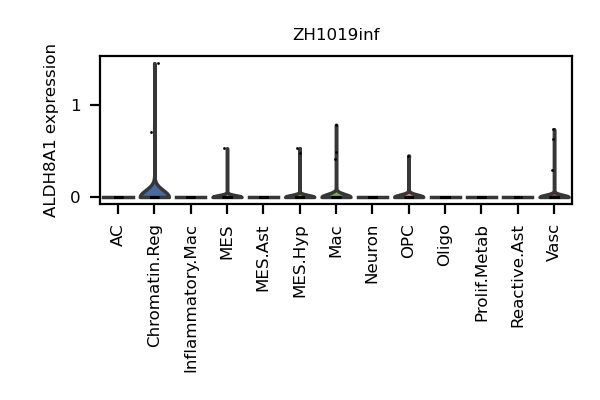 ZH1019inf
ALDH8A1 expression
1
0
AC
Chromatin.Reg
Inflammatory.Mac
MES
MES.Ast
MES.Hyp
Mac
Neuron
OPC
Oligo
Prolif.Metab
Reactive.Ast
Vasc